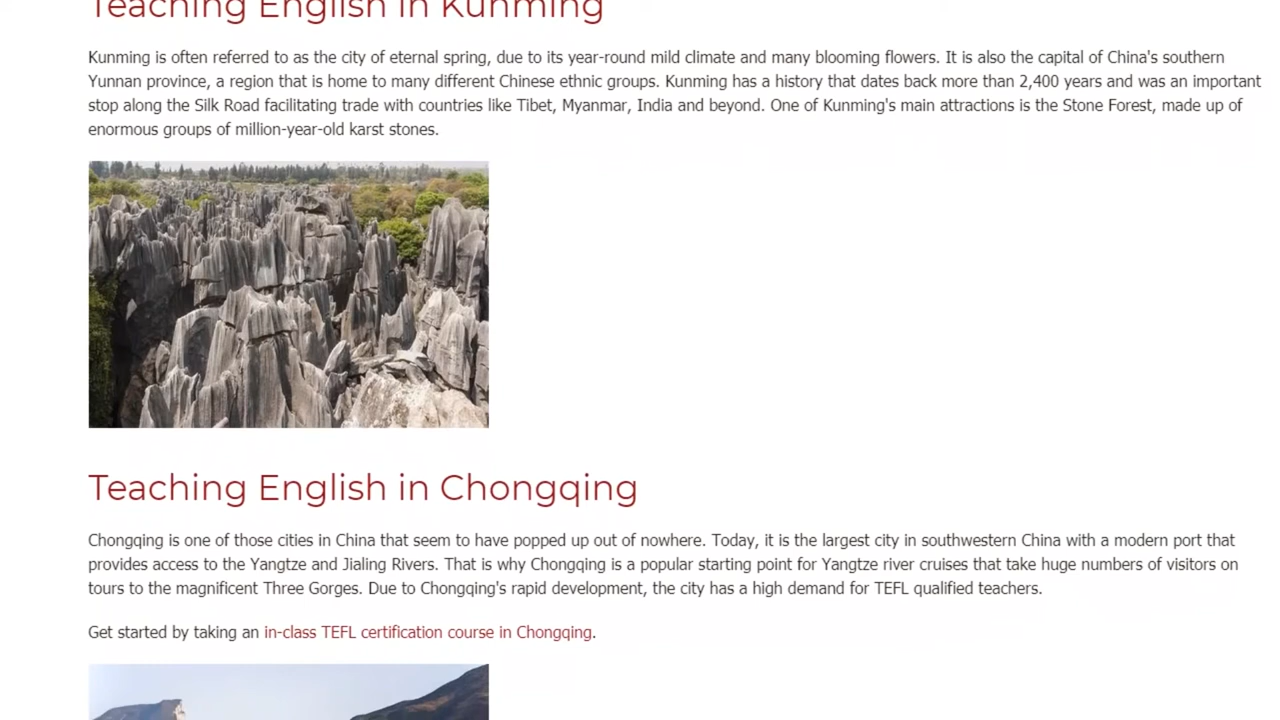 Teaching English in Kunming
Kunming is often referred to as the city of eternal spring, due to its year-round mild climate and many blooming flowers. It is also the capital of China's southern
Yunnan province, a region that is home to many different Chinese ethnic groups. Kunming has a history that dates back more than 2,400 years and was an important
stop along the Silk Road facilitating trade with countries like Tibet, Myanmar, India and beyond. One of Kunming's main attractions is the Stone Forest, made up of
enormous groups of million-year-old karst stones.
Teaching English in Chongqing
Chongqing is one of those cities in China that seem to have popped up out of nowhere. Today, it is the largest city in southwestern China with a modern port that
provides access to the Yangtze and Jialing Rivers. That is why Chongqing is a popular starting point for Yangtze river cruises that take huge numbers of visitors on
tours to the magnificent Three Gorges. Due to Chongqing's rapid development, the city has a high demand for TEFL qualified teachers.
Get started by taking an in-class TEFL certification course in Chongqing.